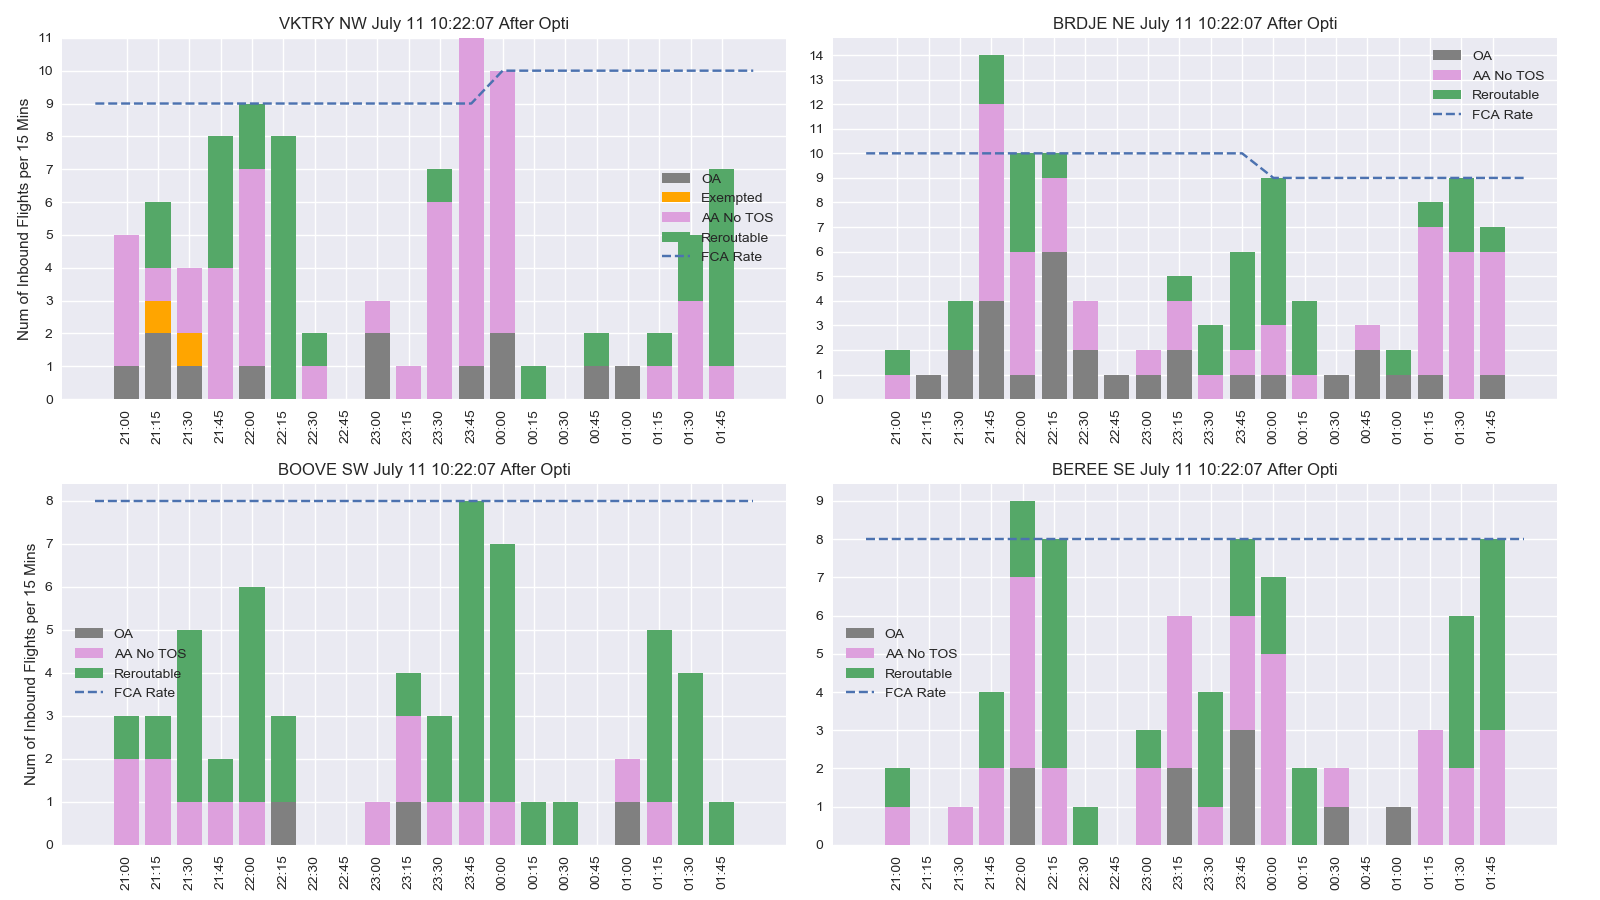 VKTRY NW July 11 10:22:07 After Opti
Num of Inbound Flights per 15 Mins
11
10
9
8
7
6
5
4
3
2
1
0
OA
Exempted
AA No TOS
Reroutable
FCA Rate
21:00 21:15 21:30 21:45 22:00 22:15 22:30 22:45 23:00 23:15 23:30 23:45 00:00 00:15 00:30 00:45 01:00 01:15 01:30 01:45
BRDJE NE July 11 10:22:07 After Opti
14
13
12
11
10
9
8
7
6
5
4
3
2
1
0
OA
AA No TOS
Reroutable
FCA Rate
21:00 21:15 21:30 21:45 22:00 22:15 22:30 22:45 23:00 23:15 23:30 23:45 00:00 00:15 00:30 00:45 01:00 01:15 01:30 01:45
BOOVE SW July 11 10:22:07 After Opti
Num of Inbound Flights per 15 Mins
8
7
6
5
4
3
2
1
0
OA
AA No TOS
Reroutable
FCA Rate
21:00 21:15 21:30 21:45 22:00 22:15 22:30 22:45 23:00 23:15 23:30 23:45 00:00 00:15 00:30 00:45 01:00 01:15 01:30 01:45
BEREE SE July 11 10:22:07 After Opti
9
8
7
6
5
4
3
2
1
0
OA
AA No TOS
Reroutable
FCA Rate
21:00 21:15 21:30 21:45 22:00 22:15 22:30 22:45 23:00 23:15 23:30 23:45 00:00 00:15 00:30 00:45 01:00 01:15 01:30 01:45